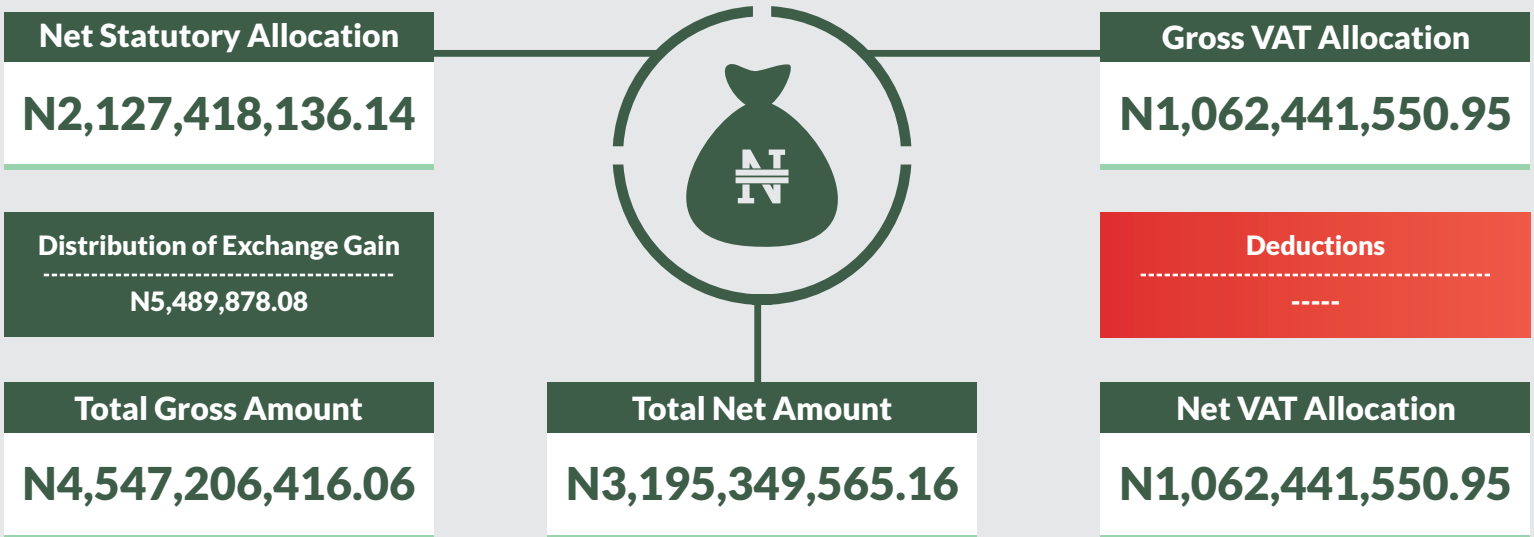 Net Statutory Allocation
N2,127,418,136.14
Gross VAT Allocation
N1,062,441,550.95
₦
Distribution of Exchange Gain
N5,489,878.08
Deductions
-----
Total Gross Amount
N4,547,206,416.06
Total Net Amount
N3,195,349,565.16
Net VAT Allocation
N1,062,441,550.95